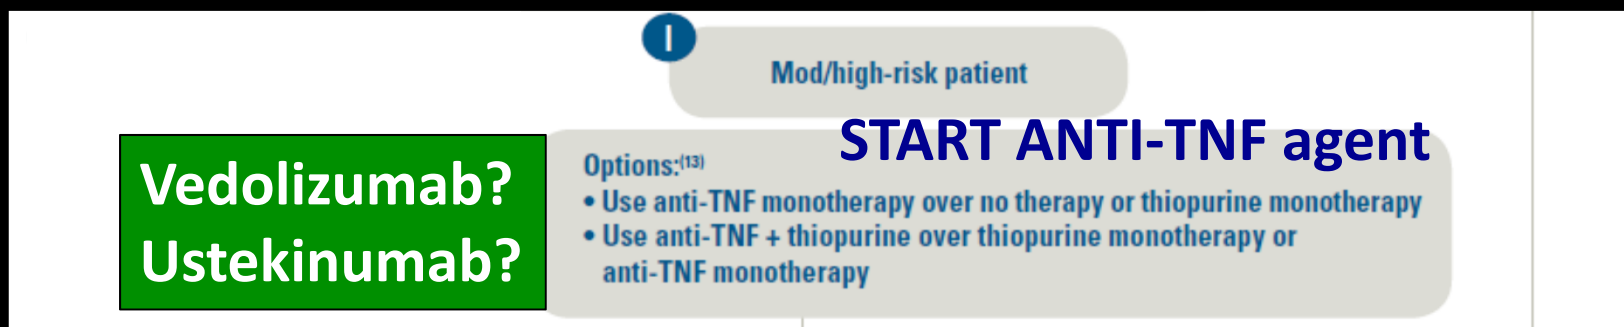 I
Mod/high-risk patient
START ANTI-TNF agent
Vedolizumab?
Ustekinumab?
Options:(13)
• Use anti-TNF monotherapy over no therapy or thiopurine monotherapy
• Use anti-TNF + thiopurine over thiopurine monotherapy or
anti-TNF monotherapy